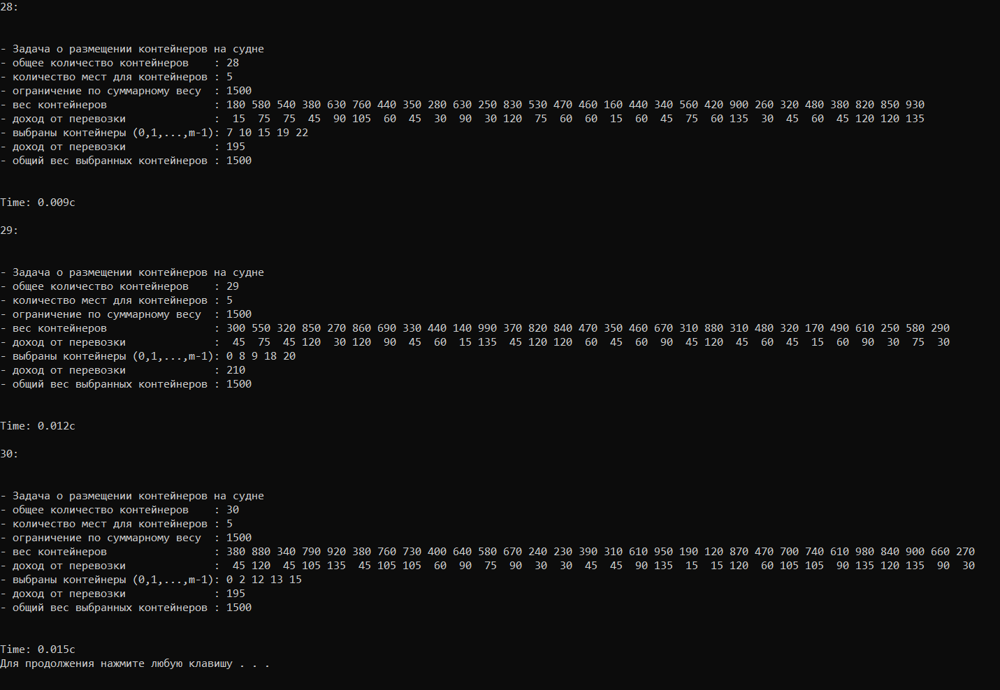 28:
- Задача о размещении контейнеров на судне
- общее количество контейнеров    : 28
- количество мест для контейнеров : 5
- ограничение по суммарному весу  : 1500
- вес контейнеров                 : 180 580 540 380 630 760 440 350 280 630 250 830 530 470 460 160 440 340 560 420 900 260 320 480 380 820 850 930
- доход от перевозки              :  15  75  75  45  90 105  60  45  30  90  30 120  75  60  60  15  60  45  75  60 135  30  45  60  45 120 120 135
- выбраны контейнеры (0,1,...,m-1): 7 10 15 19 22
- доход от перевозки              : 195
- общий вес выбранных контейнеров : 1500
Time: 0.009с
29:
- Задача о размещении контейнеров на судне
- общее количество контейнеров    : 29
- количество мест для контейнеров : 5
- ограничение по суммарному весу  : 1500
- вес контейнеров                 : 300 550 320 850 270 860 690 330 440 140 990 370 820 840 470 350 460 670 310 880 310 480 320 170 490 610 250 580 290
- доход от перевозки              :  45  75  45 120  30 120  90  45  60  15 135  45 120 120  60  45  60  90  45 120  45  60  45  15  60  90  30  75  30
- выбраны контейнеры (0,1,...,m-1): 0 8 9 18 20
- доход от перевозки              : 210
- общий вес выбранных контейнеров : 1500
Time: 0.012с
30:
- Задача о размещении контейнеров на судне
- общее количество контейнеров    : 30
- количество мест для контейнеров : 5
- ограничение по суммарному весу  : 1500
- вес контейнеров                 : 380 880 340 790 920 380 760 730 400 640 580 670 240 230 390 310 610 950 190 120 870 470 700 740 610 980 840 900 660 270
- доход от перевозки              :  45 120  45 105 135  45 105 105  60  90  75  90  30  30  45  45  90 135  15  15 120  60 105 105  90 135 120 135  90  30
- выбраны контейнеры (0,1,...,m-1): 0 2 12 13 15
- доход от перевозки              : 195
- общий вес выбранных контейнеров : 1500
Time: 0.015с
Для продолжения нажмите любую клавишу . . .